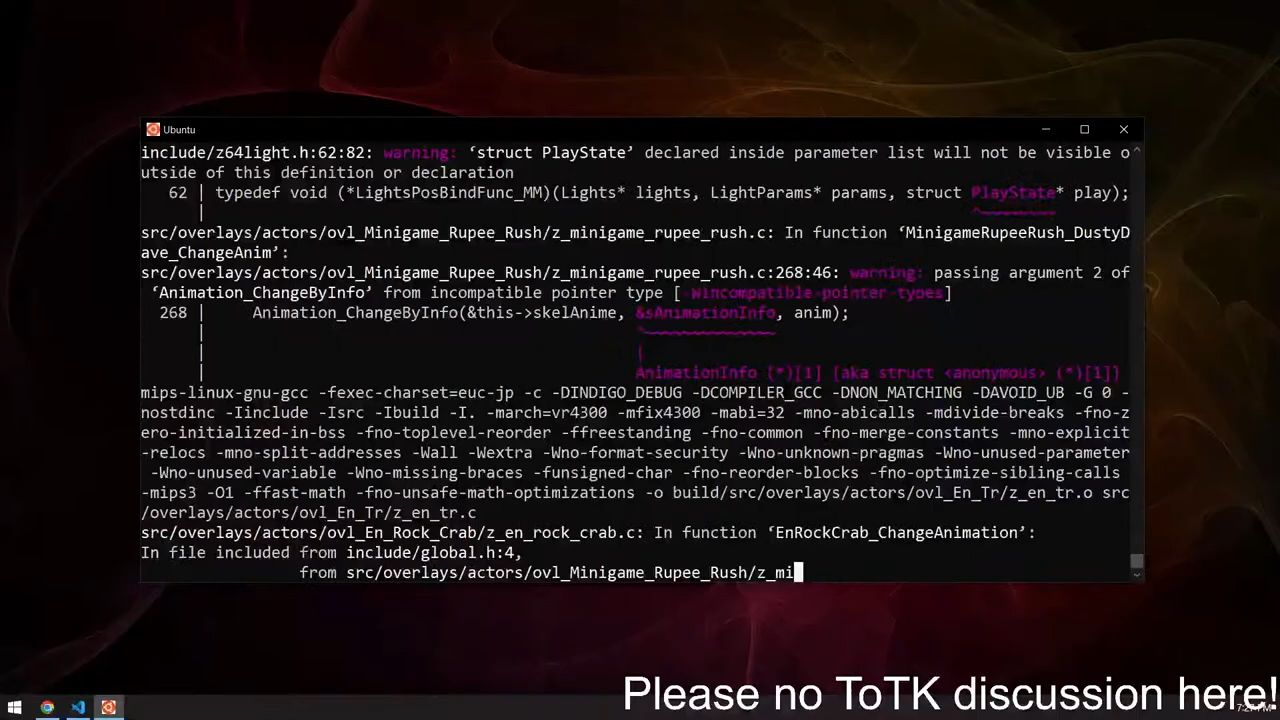 Ubuntu
include/z64light.h:62:82: warning: ‘struct PlayState’ declared inside parameter list will not be visible o
utside of this definition or declaration
62 | typedef void (*LightsPosBindFunc_MM)(Lights* lights, LightParams* params, struct PlayState* play);
| ^~~~~~~~~
src/overlays/actors/ovl_Minigame_Rupee_Rush/z_minigame_rupee_rush.c: In function ‘MinigameRupeeRush_DustyD
ave_ChangeAnim’:
src/overlays/actors/ovl_Minigame_Rupee_Rush/z_minigame_rupee_rush.c:268:46: warning: passing argument 2 of
‘Animation_ChangeByInfo’ from incompatible pointer type [-Wincompatible-pointer-types]
268 | Animation_ChangeByInfo(&this->skelAnime, &sAnimationInfo, anim);
| ^~~~~~~~~~~~~~~
| |
| AnimationInfo (*)[1] {aka struct <anonymous> (*)[1]}
mips-linux-gnu-gcc -fexec-charset=euc-jp -c -DINDIGO_DEBUG -DCOMPILER_GCC -DNON_MATCHING -DAVOID_UB -G 0 -
nostdinc -Iinclude -Isrc -Ibuild -I. -march=vr4300 -mfix4300 -mabi=32 -mno-abicalls -mdivide-breaks -fno-z
ero-initialized-in-bss -fno-toplevel-reorder -ffreestanding -fno-common -fno-merge-constants -mno-explicit
-relocs -mno-split-addresses -Wall -Wextra -Wno-format-security -Wno-unknown-pragmas -Wno-unused-parameter
-Wno-unused-variable -Wno-missing-braces -funsigned-char -fno-reorder-blocks -fno-optimize-sibling-calls
-mips3 -O1 -ffast-math -fno-unsafe-math-optimizations -o build/src/overlays/actors/ovl_En_Tr/z_en_tr.o src
/overlays/actors/ovl_En_Tr/z_en_tr.c
src/overlays/actors/ovl_En_Rock_Crab/z_en_rock_crab.c: In function ‘EnRockCrab_ChangeAnimation’:
In file included from include/global.h:4,
from src/overlays/actors/ovl_Minigame_Rupee_Rush/z_mi
Please no ToTK discussion here!
7:27 PM